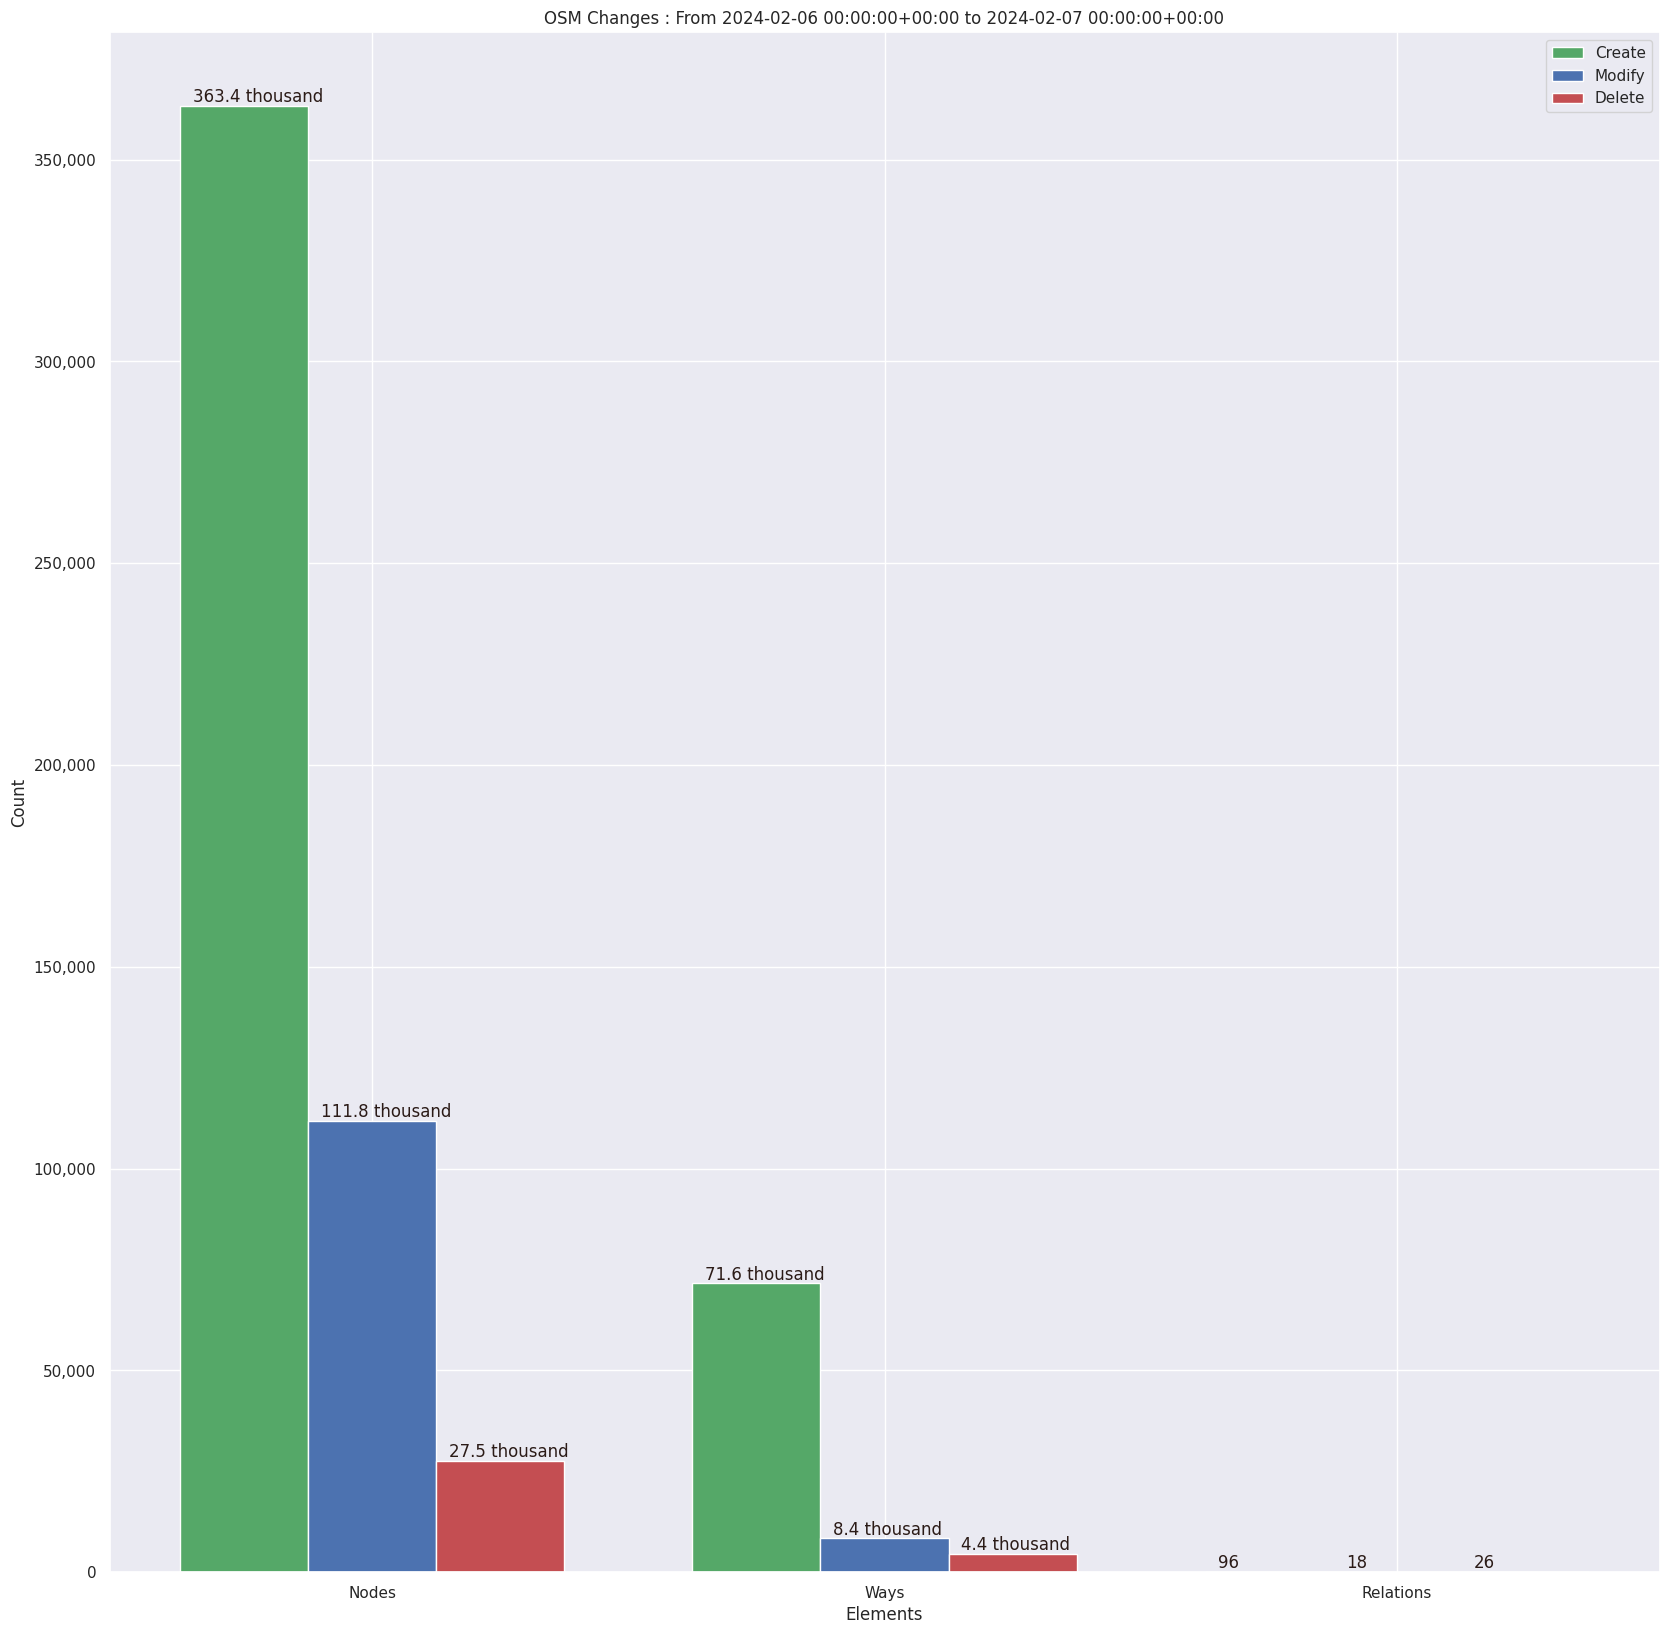 OSM Changes : From 2024-02-06 00:00:00+00:00 to 2024-02-07 00:00:00+00:00
Create
Modify
Delete
363.4 thousand
111.8 thousand
27.5 thousand
71.6 thousand
8.4 thousand
4.4 thousand
96
18
26
350,000
300,000
250,000
200,000
150,000
100,000
50,000
0
Count
Nodes
Ways
Relations
Elements